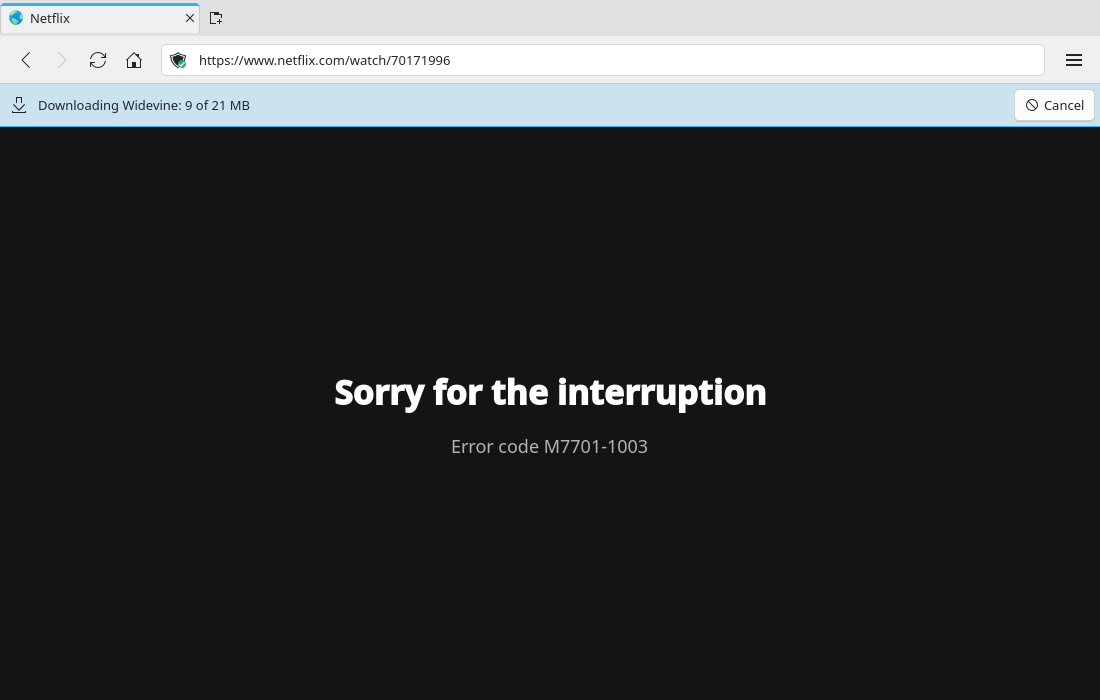 Netflix
https://www.netflix.com/watch/70171996
Downloading Widevine: 9 of 21 MB
Cancel
Sorry for the interruption
Error code M7701-1003